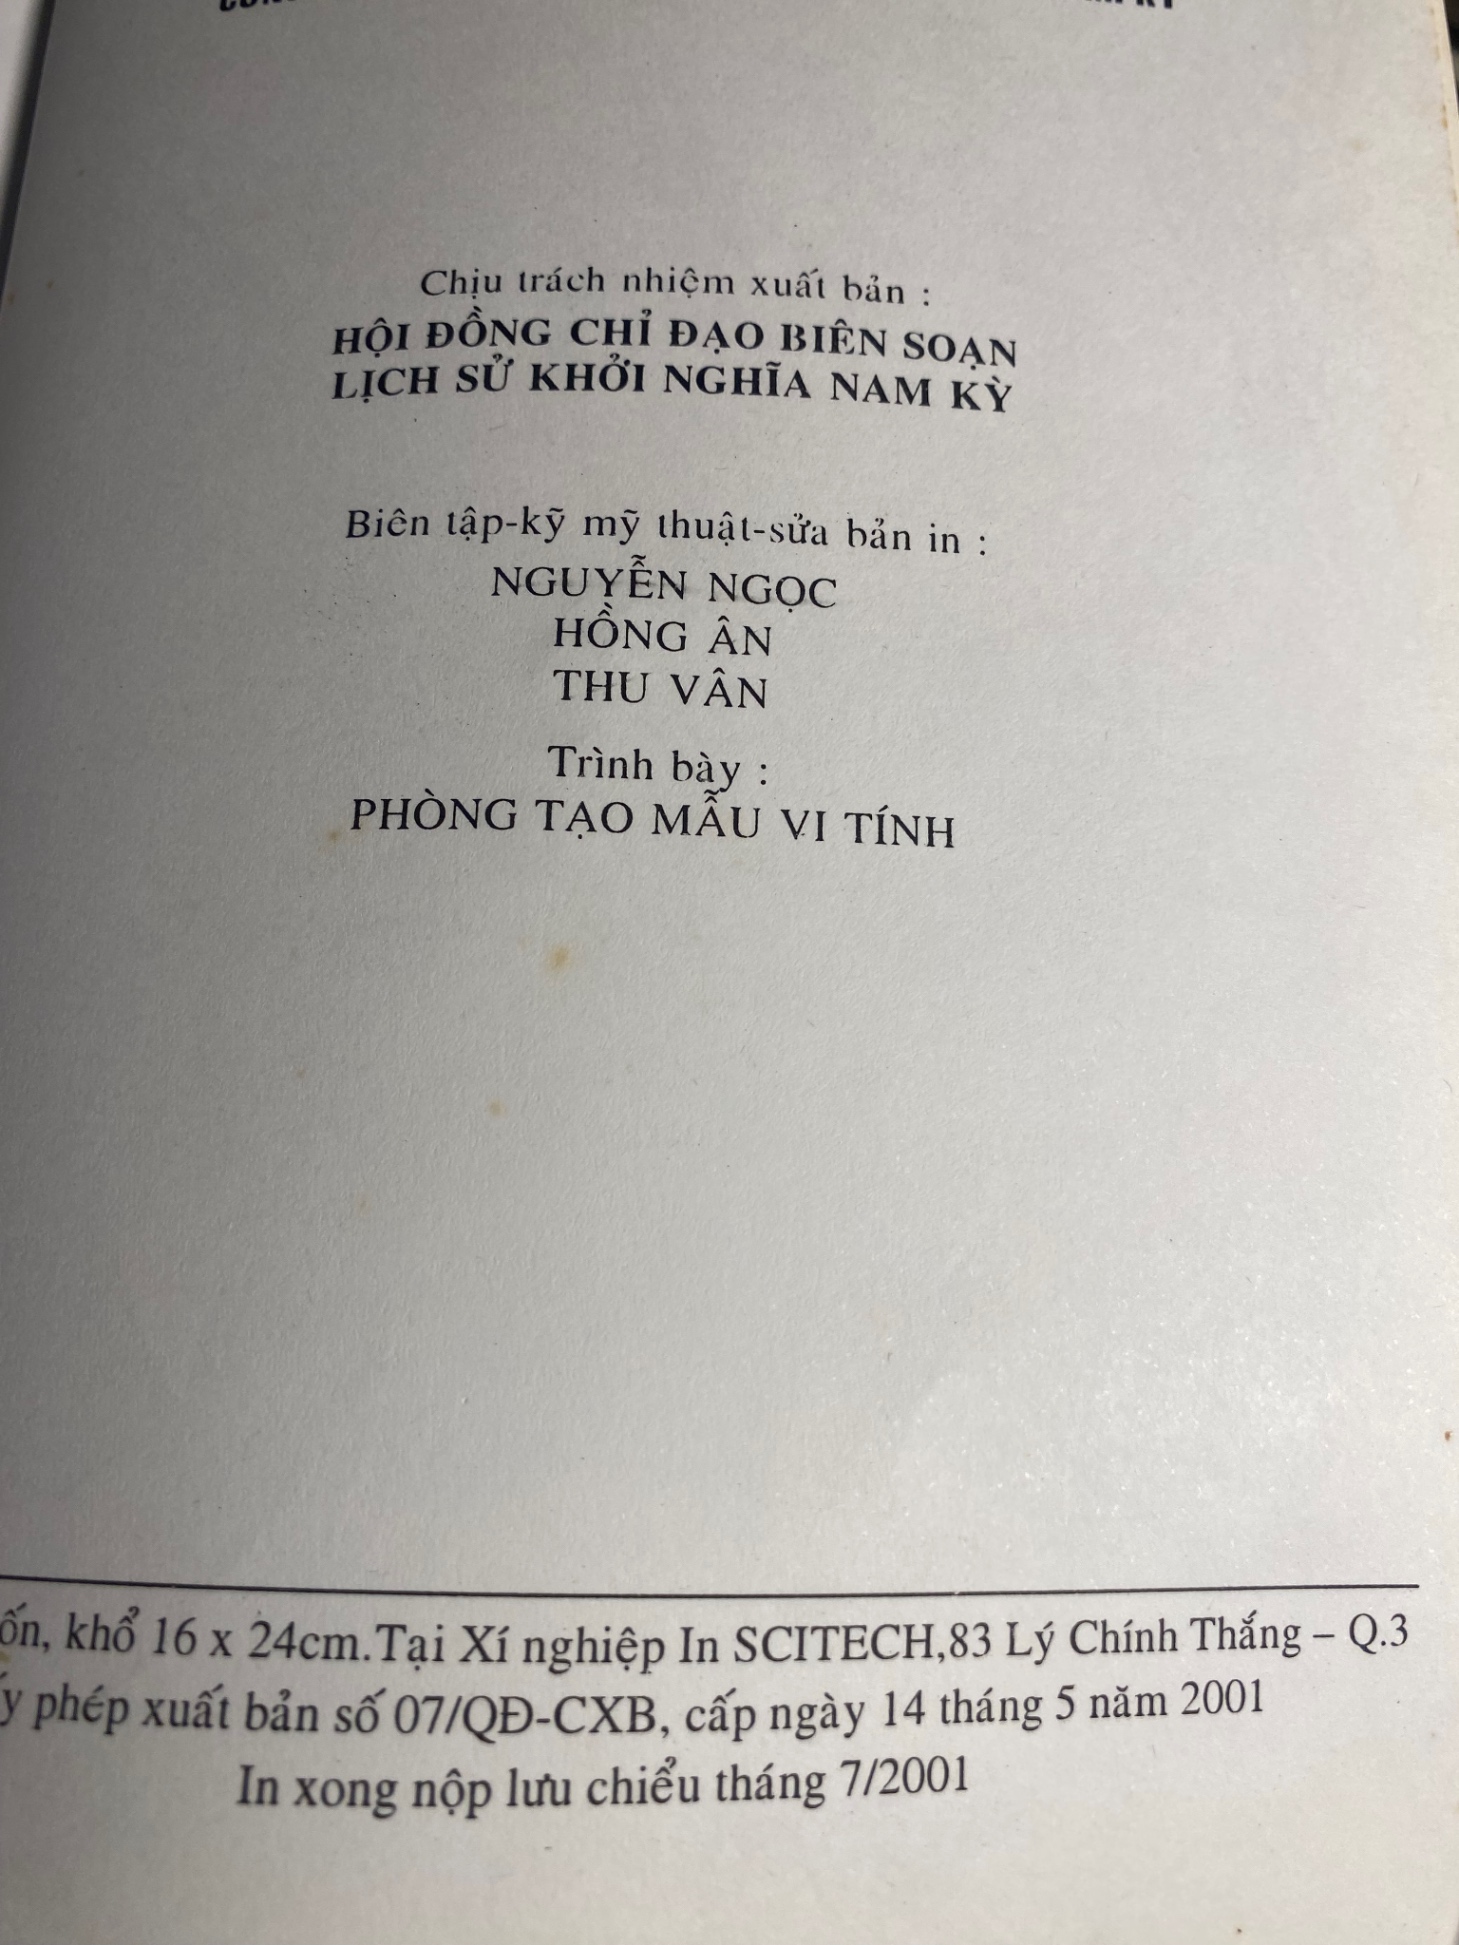 Chịu trách nhiệm xuất bản :
HỘI ĐỒNG CHỈ ĐẠO BIÊN SOẠN
LỊCH SỬ KHỞI NGHĨA NAM KỲ
Biên tập-kỹ mỹ thuật-sửa bản in :
NGUYỄN NGỌC
HỒNG ÂN
THU VÂN
Trình bày :
PHÒNG TẠO MẪU VI TÍNH
khổ 16 x 24cm.Tại Xí nghiệp In SCITECH,83 Lý Chính Thắng – Q.3
phép xuất bản số 07/QĐ-CXB, cấp ngày 14 tháng 5 năm 2001
In xong nộp lưu chiểu tháng 7/2001